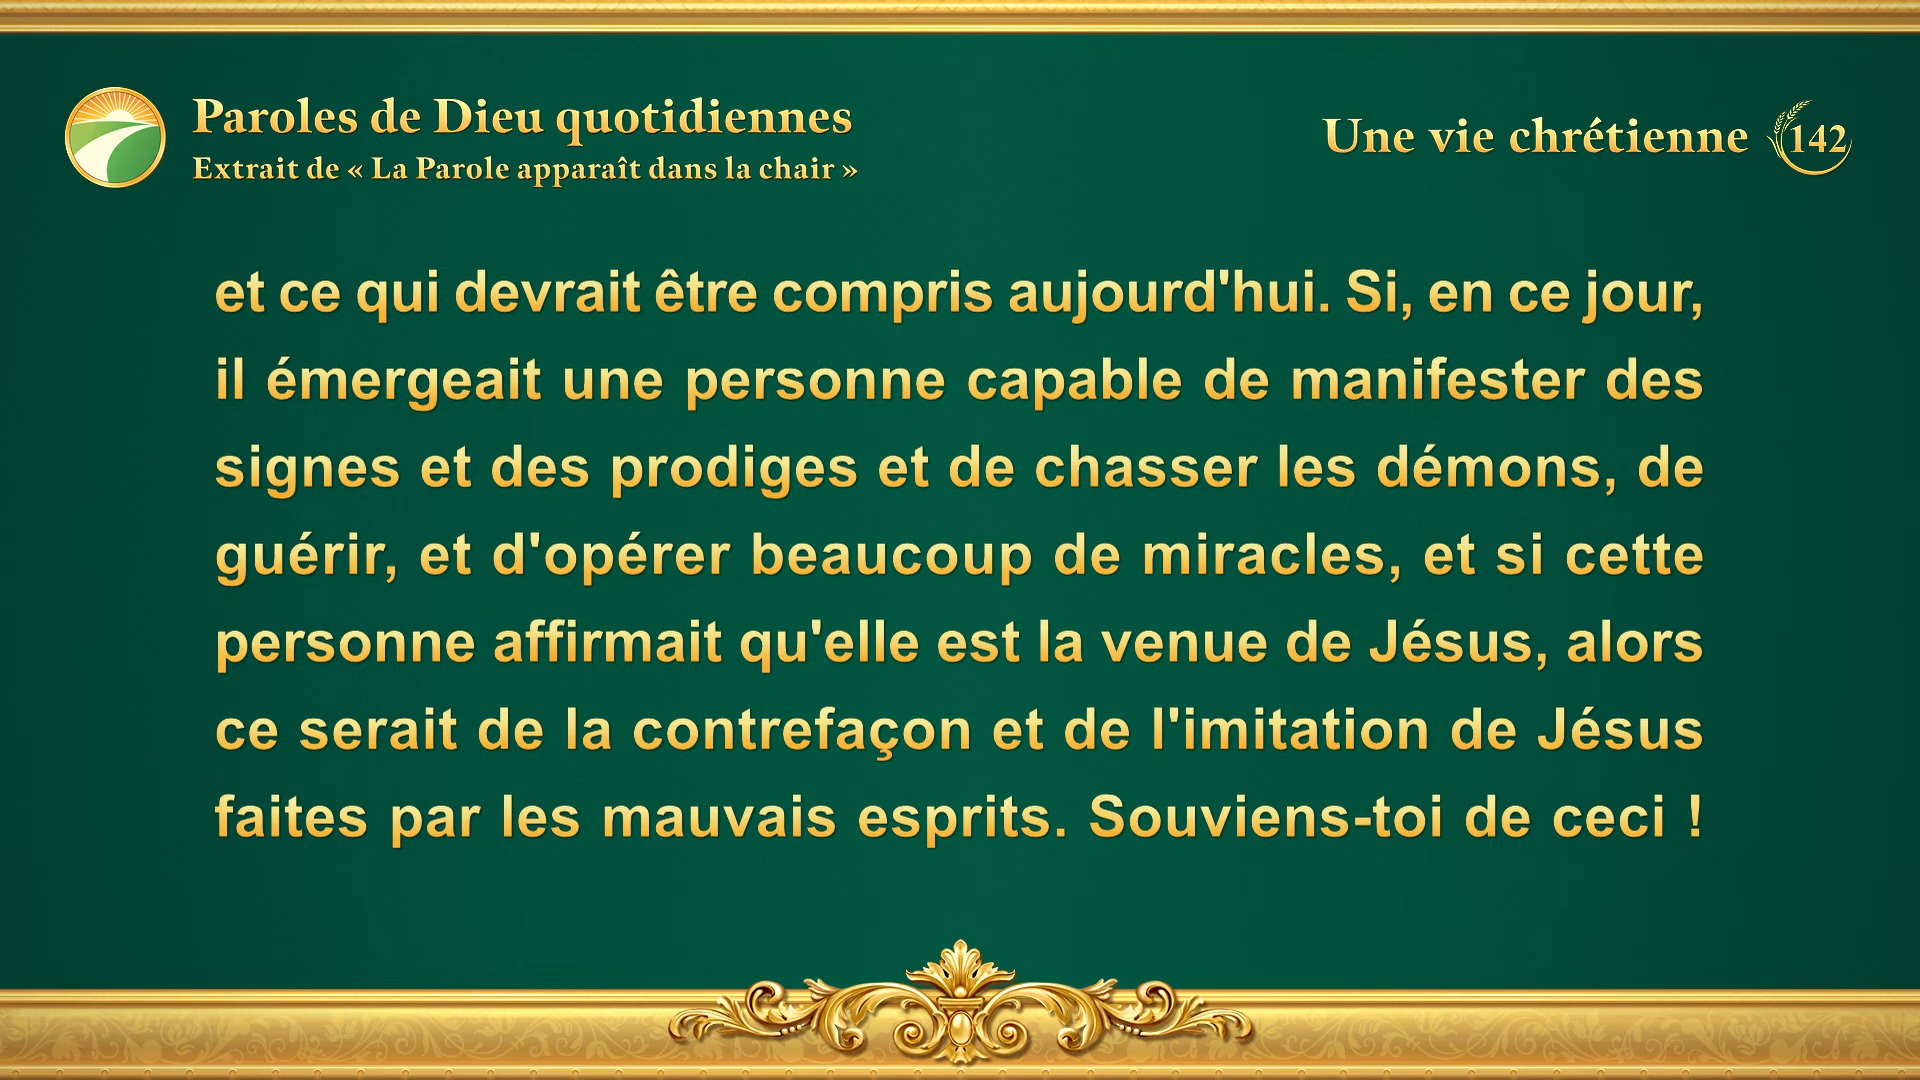 Paroles de Dieu quotidiennes
Extrait de « La Parole apparaît dans la chair »
Une vie chrétienne 142
et ce qui devrait être compris aujourd'hui. Si, en ce jour,
il émergeait une personne capable de manifester des
signes et des prodiges et de chasser les démons, de
guérir, et d'opérer beaucoup de miracles, et si cette
personne affirmait qu'elle est la venue de Jésus, alors
ce serait de la contrefaçon et de l'imitation de Jésus
faites par les mauvais esprits. Souviens-toi de ceci !